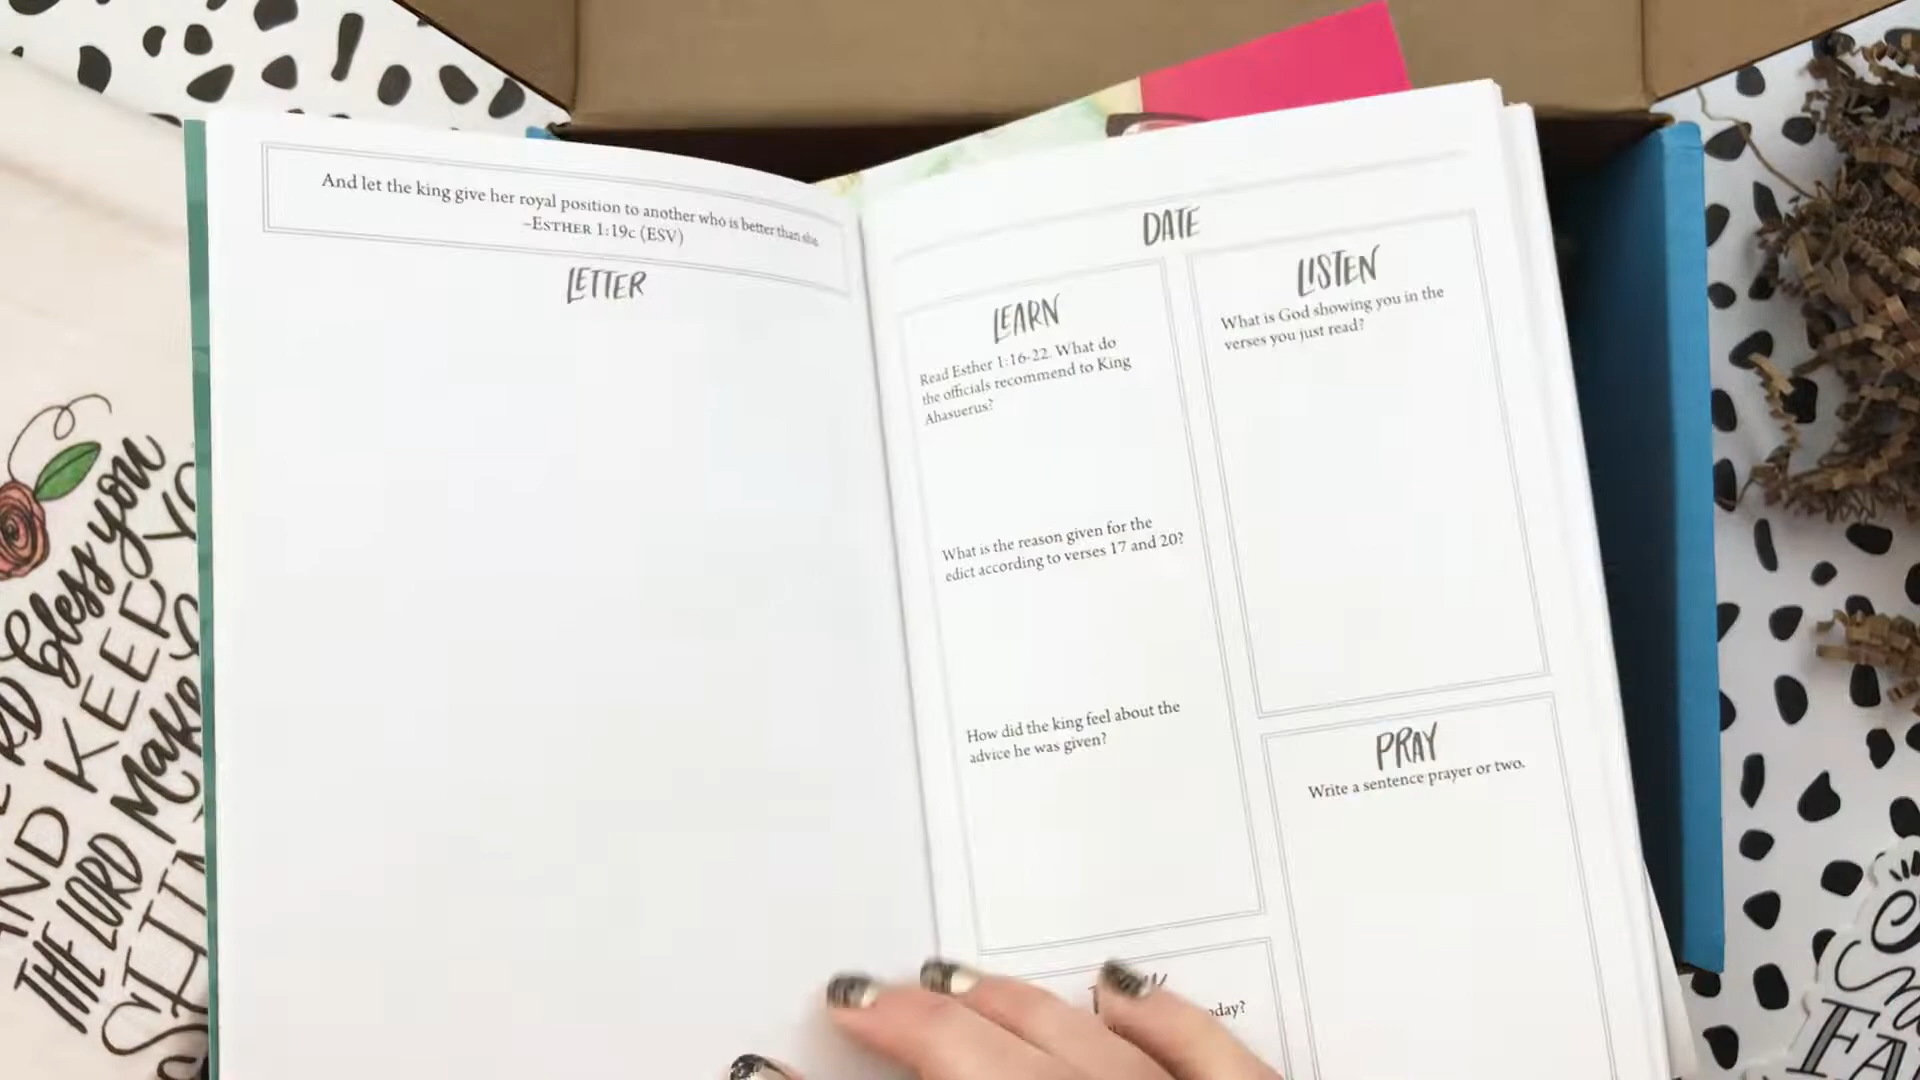 And let the king give her royal position to another who is better than she
–ESTHER 1:19c (ESV)
LETTER
DATE
LEARN
Read Esther 1:16-22. What do
the officials recommend to King
Ahasuerus?
What is the reason given for the
edict according to verses 17 and 20?
How did the king feel about the
advice he was given?
LISTEN
What is God showing you in the
verses you just read?
PRAY
Write a sentence prayer or two.
bless you
AND KEEP
THE LORD Make